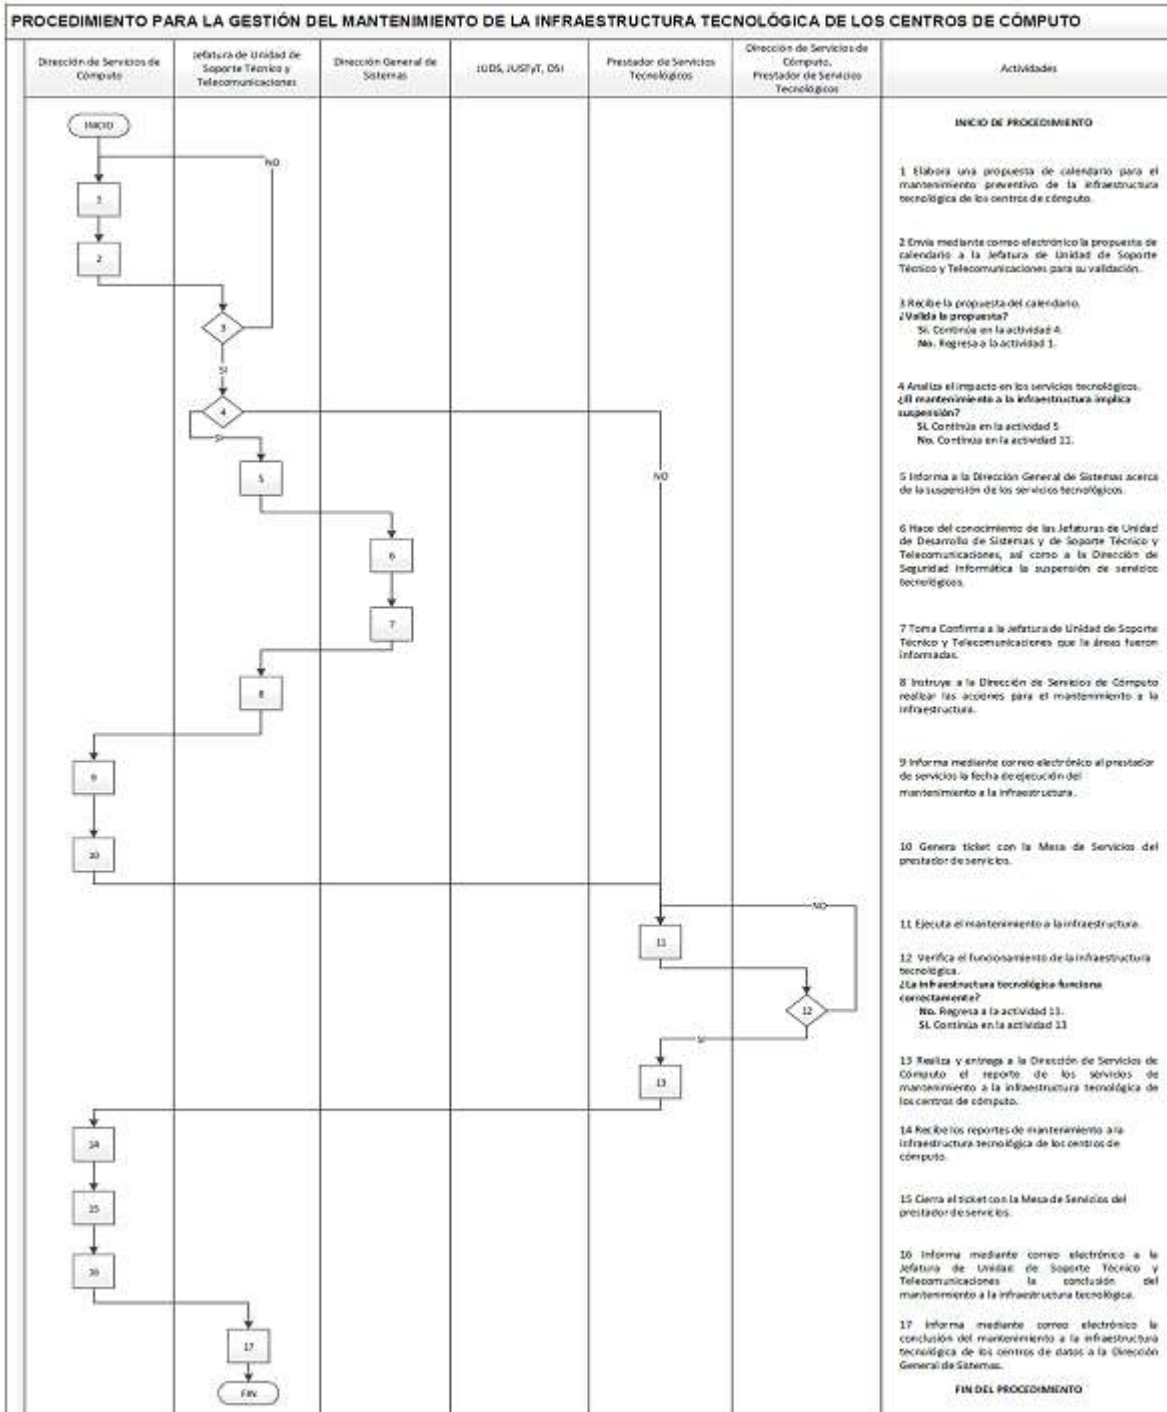 PROCEDIMIENTO PARA LA GESTIÓN DEL MANTENIMIENTO DE LA INFRAESTRUCTURA TECNOLÓGICA DE LOS CENTROS DE CÓMPUTO
Dirección de Servicios de
Cómputo
Jefatura de Unidad de
Soporte Técnico y
Telecomunicaciones
Dirección General de
Sistemas
JUDS, JUSTyT, DSI
Prestador de Servicios
Tecnológicos
Dirección de Servicios de
Cómputo,
Prestador de Servicios
Tecnológicos
Actividades
INICIO
NO
1
2
3
SI
4
SI
NO
5
6
7
8
9
10
NO
11
12
SI
13
14
15
16
17
FIN
INICIO DE PROCEDIMIENTO
1 Elabora una propuesta de calendario para el
mantenimiento preventivo de la infraestructura
tecnológica de los centros de cómputo.
2 Envía mediante correo electrónico la propuesta de
calendario a la Jefatura de Unidad de Soporte
Técnico y Telecomunicaciones para su validación.
3 Recibe la propuesta del calendario.
¿Valida la propuesta?
Si. Continúa en la actividad 4.
No. Regresa a la actividad 1.
4 Analiza el impacto en los servicios tecnológicos.
¿El mantenimiento a la infraestructura implica
suspensión?
Si. Continúa en la actividad 5
No. Continúa en la actividad 11.
5 Informa a la Dirección General de Sistemas acerca
de la suspensión de los servicios tecnológicos.
6 Hace del conocimiento de las Jefaturas de Unidad
de Desarrollo de Sistemas y de Soporte Técnico y
Telecomunicaciones, así como a la Dirección de
Seguridad Informática la suspensión de servicios
tecnológicos.
7 Toma Confirma a la Jefatura de Unidad de Soporte
Técnico y Telecomunicaciones que le áreas fueron
informadas.
8 Instruye a la Dirección de Servicios de Cómputo
realizar las acciones para el mantenimiento a la
infraestructura.
9 Informa mediante correo electrónico al prestador
de servicios la fecha de ejecución del
mantenimiento a la infraestructura.
10 Genera ticket con la Mesa de Servicios del
prestador de servicios.
11 Ejecuta el mantenimiento a la infraestructura.
12 Verifica el funcionamiento de la infraestructura
tecnológica.
¿La infraestructura tecnológica funciona
correctamente?
No. Regresa a la actividad 11.
Si. Continúa en la actividad 13
13 Realiza y entrega a la Dirección de Servicios de
Cómputo el reporte de los servicios de
mantenimiento a la infraestructura tecnológica de
los centros de cómputo.
14 Recibe los reportes de mantenimiento a la
infraestructura tecnológica de los centros de
cómputo.
15 Cierra el ticket con la Mesa de Servicios del
prestador de servicios.
16 Informa mediante correo electrónico a la
Jefatura de Unidad de Soporte Técnico y
Telecomunicaciones la conclusión del
mantenimiento a la infraestructura tecnológica.
17 Informa mediante correo electrónico la
conclusión del mantenimiento a la infraestructura
tecnológica de los centros de datos a la Dirección
General de Sistemas.
FIN DEL PROCEDIMIENTO